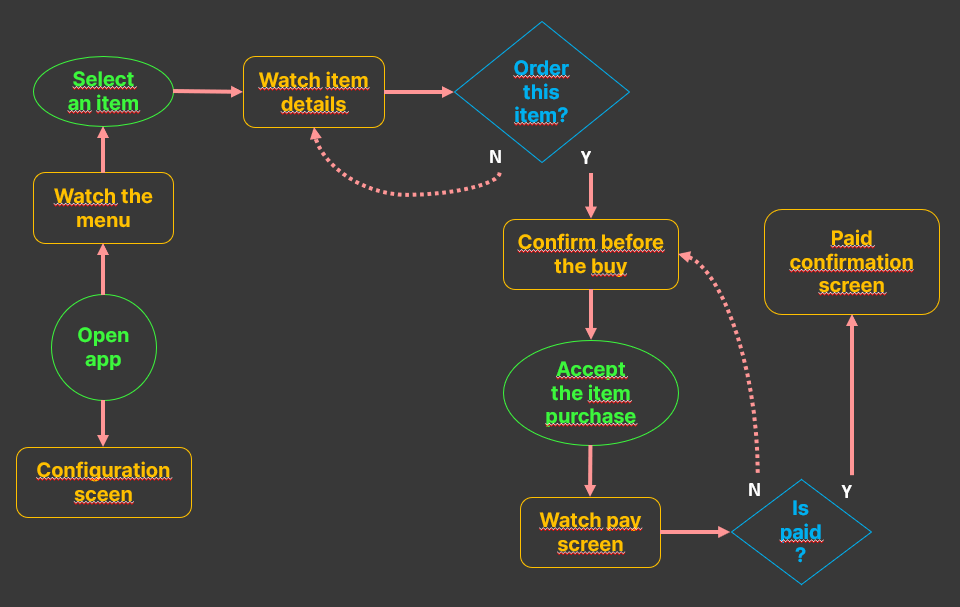 Select
an item
Watch item
details
Order
this
item?
N
Y
Watch the
menu
Confirm before
the buy
Paid
confirmation
screen
Open
app
Accept
the item
purchase
Configuration
sceen
Watch pay
screen
N
Y
Is
paid
?